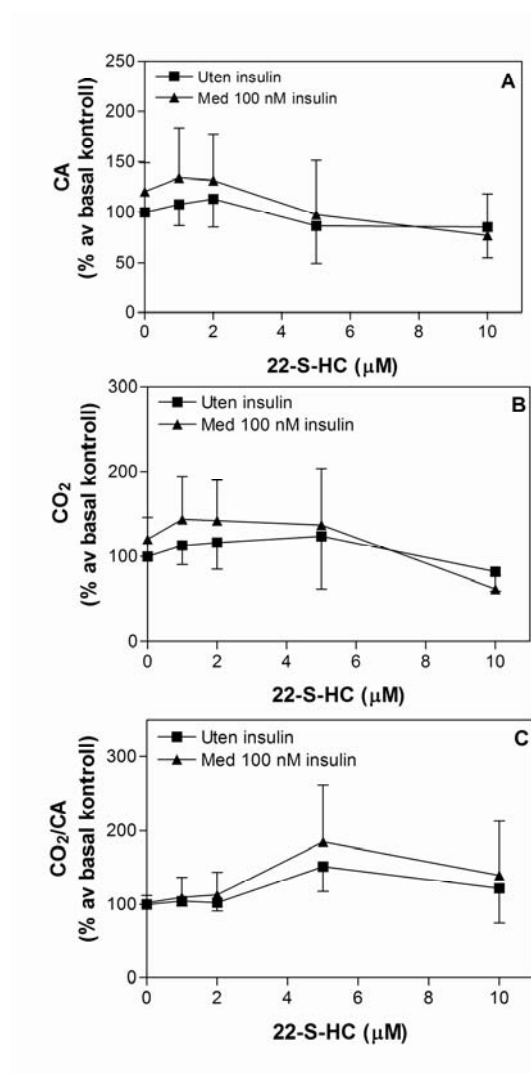 A
Uten insulin
Med 100 nM insulin
CA
(% av basal kontroll)
250
200
150
100
50
0
0 2 4 6 8 10
22-S-HC (µM)
B
Uten insulin
Med 100 nM insulin
CO₂
(% av basal kontroll)
300
200
100
0
0 2 4 6 8 10
22-S-HC (µM)
C
Uten insulin
Med 100 nM insulin
CO₂/CA
(% av basal kontroll)
300
200
100
0
0 2 4 6 8 10
22-S-HC (µM)